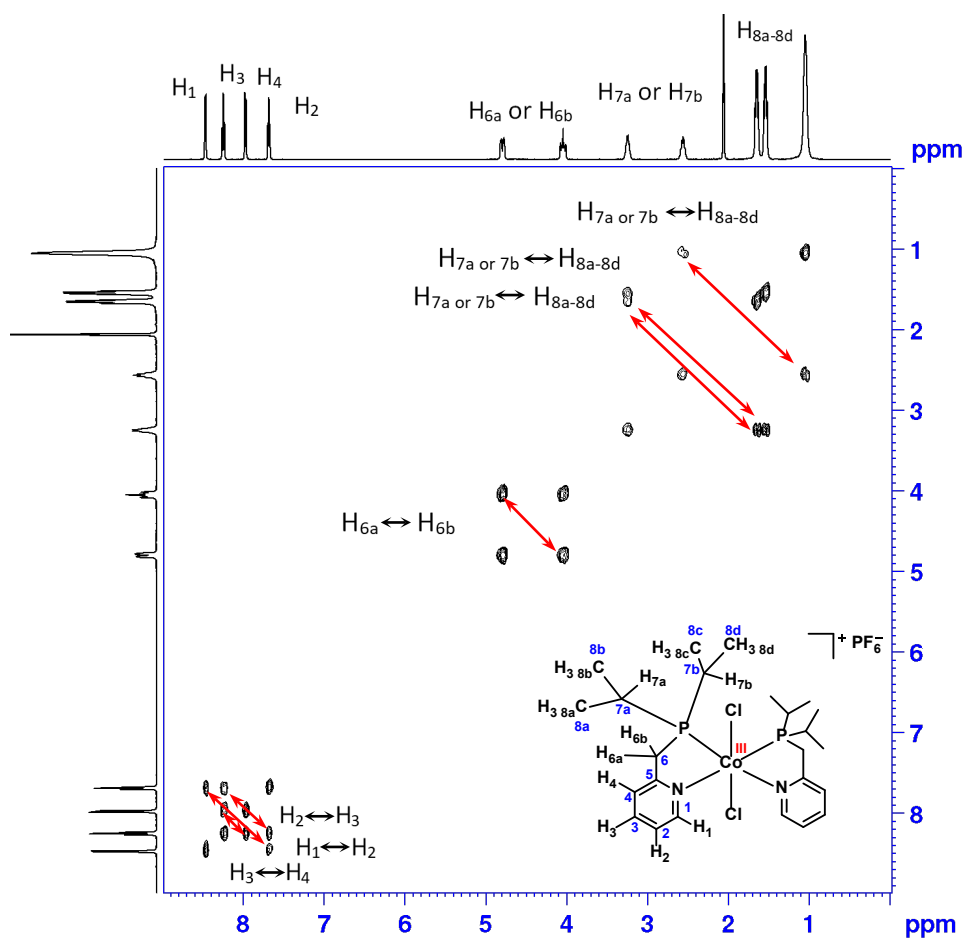 H8a-8d
H3
H4
H1
H2
H6a or H6b
H7a or H7b
ppm
H7a or 7b ↔ H8a-8d
1
H7a or 7b ↔ H8a-8d
H7a or 7b ↔ H8a-8d
2
3
4
H6a ↔ H6b
5
6
8c 8d
H3 8cC CH3 8d
] + PF6−
8b
H3 8bC H7a 7b H7b
H3 8aC 7a
8a
Cl
P P
7
H6b
III
H6a 6 Co
5
H4 N N
4 Cl
1
8
H2 ↔ H3
H3 3 2 H1
H2
H1 ↔ H2
H3 ↔ H4
8 7 6 5 4 3 2 1 ppm